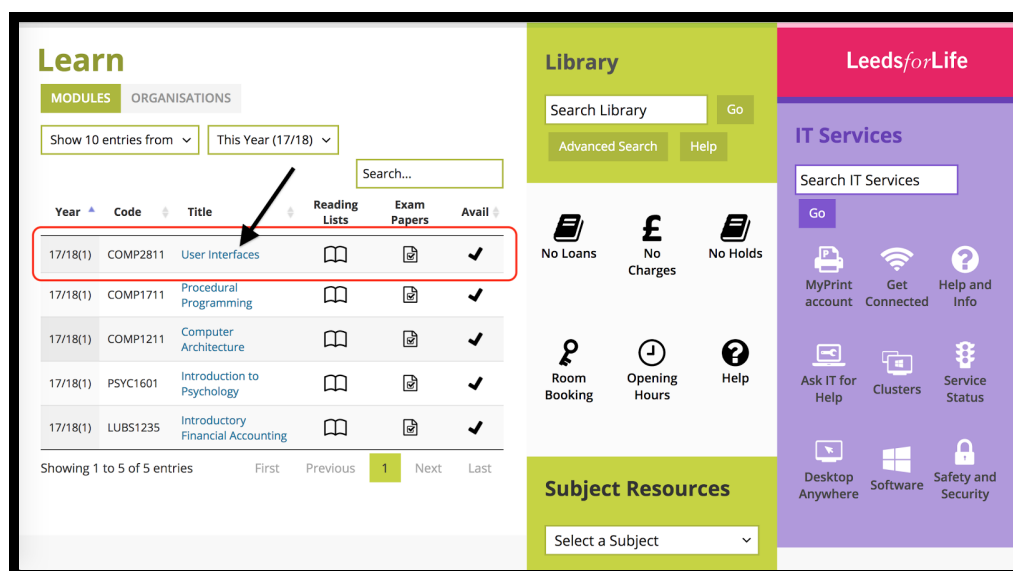 Learn
MODULES ORGANISATIONS
Show 10 entries from This Year (17/18)
Search...
Year Code Title Reading Lists Exam Papers Avail
17/18(1) COMP2811 User Interfaces
17/18(1) COMP1711 Procedural Programming
17/18(1) COMP1211 Computer Architecture
17/18(1) PSYC1601 Introduction to Psychology
17/18(1) LUBS1235 Introductory Financial Accounting
Showing 1 to 5 of 5 entries First Previous 1 Next Last
Library
Search Library Go
Advanced Search Help
No Loans £ No Charges No Holds
Room Booking Opening Hours ? Help
Subject Resources
Select a Subject
LeedsforLife
IT Services
Search IT Services
Go
P MyPrint account Get Connected ? Help and Info
Ask IT for Help Clusters Service Status
Desktop Anywhere Software Safety and Security